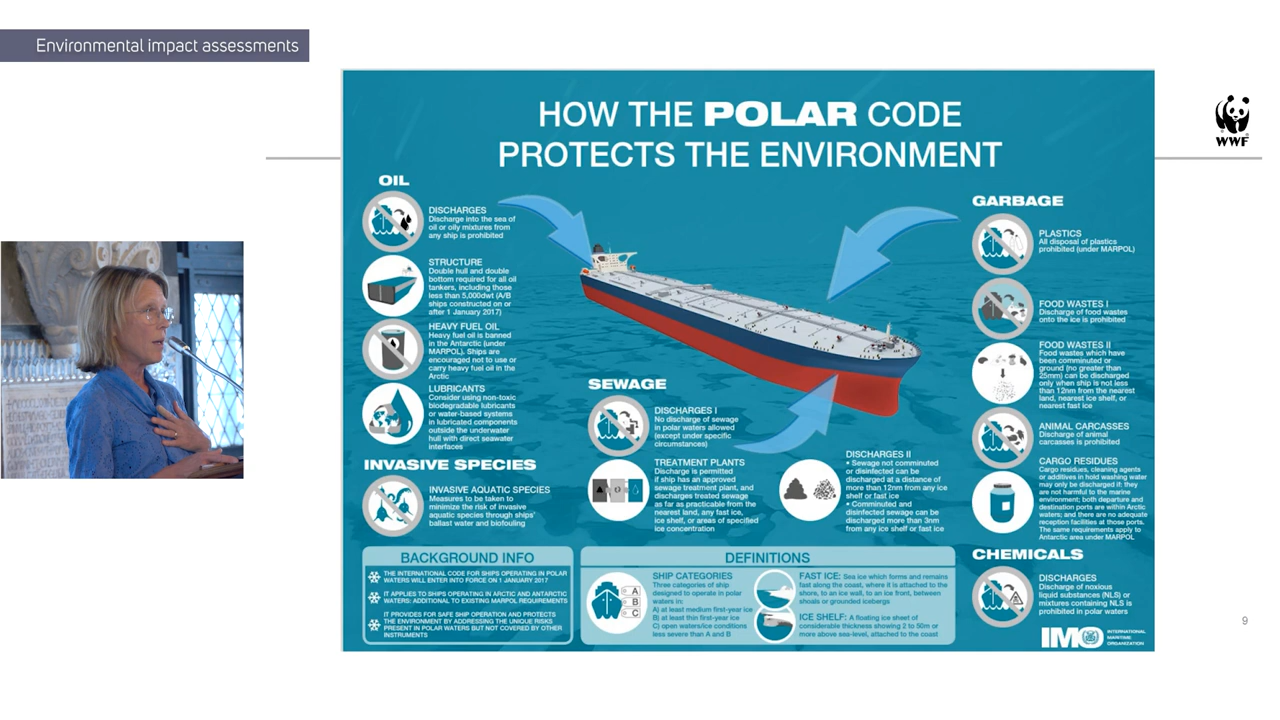 Environmental impact assessments
WWF
HOW THE POLAR CODE
PROTECTS THE ENVIRONMENT
OIL
DISCHARGES
Discharge into the sea of
oil or oily mixtures from
any ship is prohibited
STRUCTURE
Double hull and double
bottom required for all oil
tankers, including those
less than 5,000dwt (A/B
ships constructed on or
after 1 January 2017)
HEAVY FUEL OIL
Heavy fuel oil is banned
in the Antarctic (under
MARPOL). Ships are
encouraged not to use or
carry heavy fuel oil in the
Arctic
LUBRICANTS
Consider using non-toxic
biodegradable lubricants
or water-based systems
in lubricated components
outside the underwater
hull with direct seawater
interfaces
INVASIVE SPECIES
INVASIVE AQUATIC SPECIES
Measures to be taken to
minimize the risk of invasive
aquatic species through ships'
ballast water and biofouling
SEWAGE
DISCHARGES I
No discharge of sewage
in polar waters allowed
(except under specific
circumstances)
TREATMENT PLANTS
Discharge is permitted
if ship has an approved
sewage treatment plant, and
discharges treated sewage
as far as practicable from the
nearest land, any fast ice,
ice shelf, or areas of specified
ice concentration
DISCHARGES II
• Sewage not comminuted
or disinfected can be
discharged at a distance of
more than 12nm from any ice
shelf or fast ice
• Comminuted and
disinfected sewage can be
discharged more than 3nm
from any ice shelf or fast ice
GARBAGE
PLASTICS
All disposal of plastics
prohibited (under MARPOL)
FOOD WASTES I
Discharge of food wastes
onto the ice is prohibited
FOOD WASTES II
Food wastes which have
been comminuted or
ground (no greater than
25mm) can be discharged
only when ship is not less
than 12nm from the nearest
land, nearest ice shelf, or
nearest fast ice
ANIMAL CARCASSES
Discharge of animal
carcasses is prohibited
CARGO RESIDUES
Cargo residues, cleaning agents
or additives in hold washing water
may only be discharged if: they
are not harmful to the marine
environment; both departure and
destination ports are within Arctic
waters; and there are no adequate
reception facilities at those ports.
The same requirements apply to
Antarctic area under MARPOL
CHEMICALS
DISCHARGES
Discharge of noxious
liquid substances (NLS) or
mixtures containing NLS is
prohibited in polar waters
BACKGROUND INFO
THE INTERNATIONAL CODE FOR SHIPS OPERATING IN POLAR
WATERS WILL ENTER INTO FORCE ON 1 JANUARY 2017
IT APPLIES TO SHIPS OPERATING IN ARCTIC AND ANTARCTIC
WATERS: ADDITIONAL TO EXISTING MARPOL REQUIREMENTS
IT PROVIDES FOR SAFE SHIP OPERATION AND PROTECTS
THE ENVIRONMENT BY ADDRESSING THE UNIQUE RISKS
PRESENT IN POLAR WATERS BUT NOT COVERED BY OTHER
INSTRUMENTS
DEFINITIONS
SHIP CATEGORIES
Three categories of ship
designed to operate in polar
waters in:
A) at least medium first-year ice
B) at least thin first-year ice
C) open waters/ice conditions
less severe than A and B
A
B
C
FAST ICE: Sea ice which forms and remains
fast along the coast, where it is attached to the
shore, to an ice wall, to an ice front, between
shoals or grounded icebergs
ICE SHELF: A floating ice sheet of
considerable thickness showing 2 to 50m or
more above sea-level, attached to the coast
IMO
INTERNATIONAL
MARITIME
ORGANIZATION
9